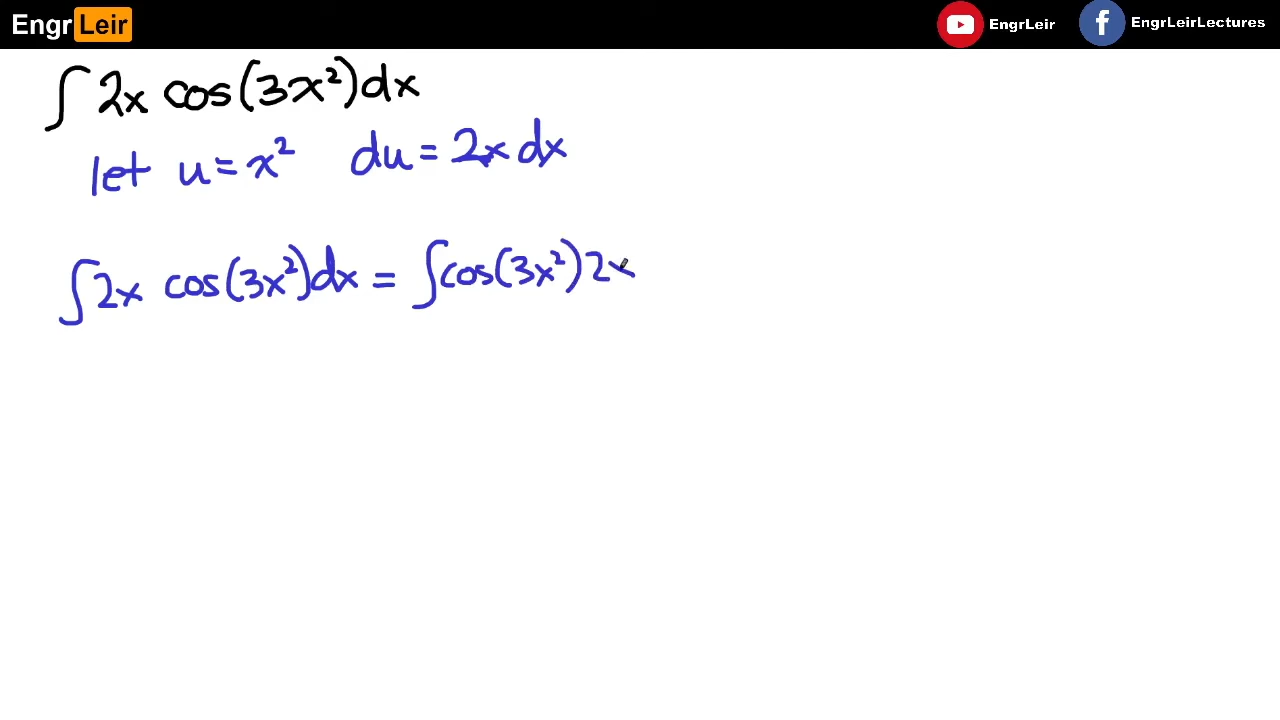 EngrLeir
EngrLeir
EngrLeirLectures
∫ 2x cos(3x²)dx
let u = x² du = 2x dx
∫ 2x cos(3x²)dx = ∫cos(3x²)2x